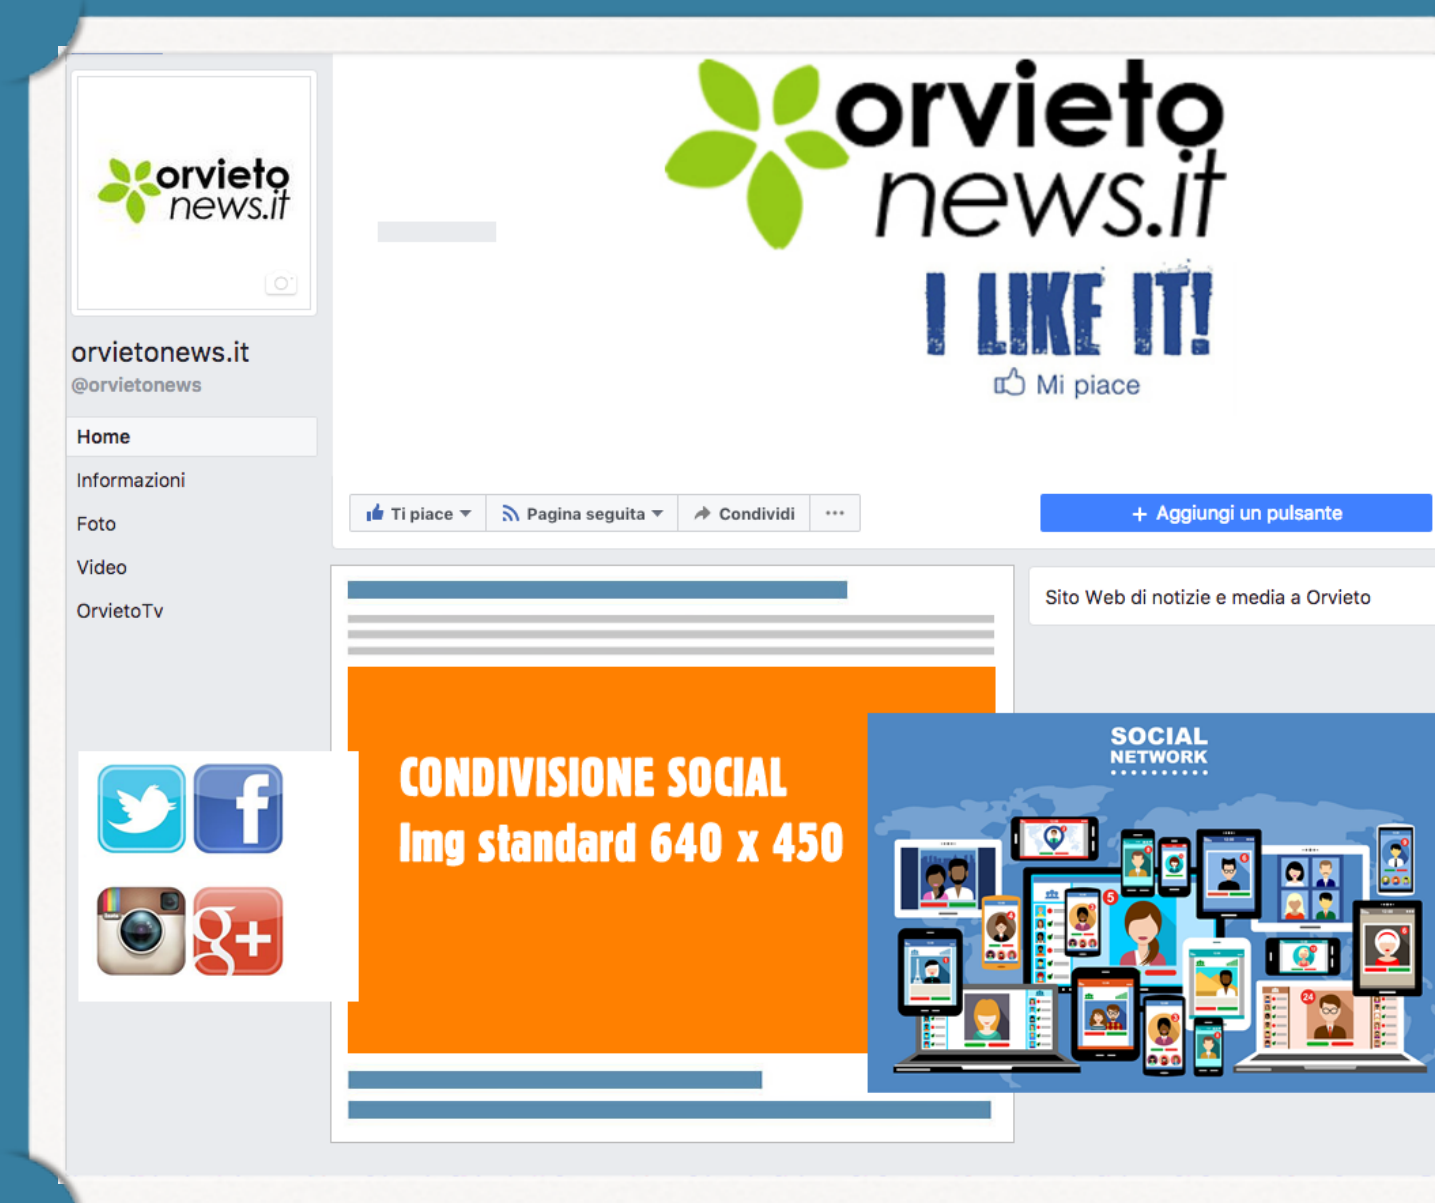 orvieto
news.it
orvietonews.it
@orvietonews
Home
Informazioni
Foto
Video
OrvietoTv
orvieto
news.it
I LIKE IT!
Mi piace
Ti piace
Pagina seguita
Condividi
+ Aggiungi un pulsante
Sito Web di notizie e media a Orvieto
CONDIVISIONE SOCIAL
Img standard 640 x 450
g+
SOCIAL
NETWORK
5
24